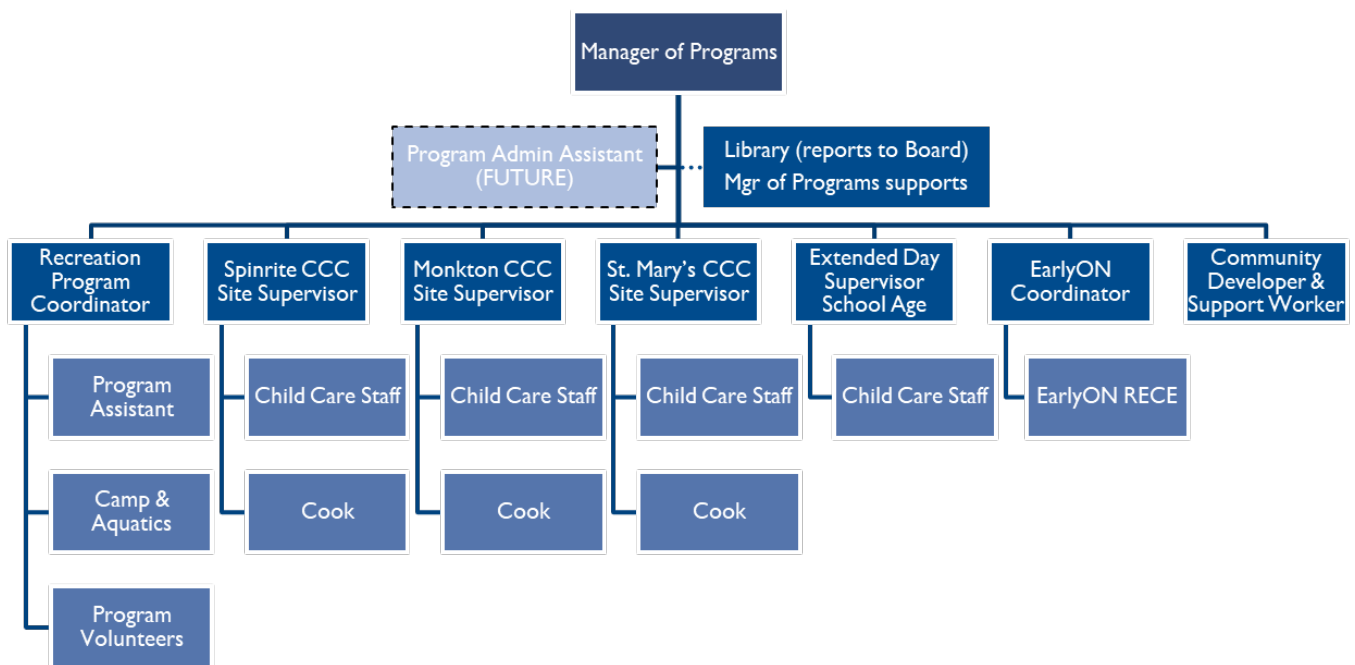 Manager of Programs
Program Admin Assistant
(FUTURE)
Library (reports to Board)
Mgr of Programs supports
Recreation
Program
Coordinator
Spinrite CCC
Site Supervisor
Monkton CCC
Site Supervisor
St. Mary's CCC
Site Supervisor
Extended Day
Supervisor
School Age
EarlyON
Coordinator
Community
Developer &
Support Worker
Program
Assistant
Child Care Staff
Child Care Staff
Child Care Staff
Child Care Staff
EarlyON RECE
Camp &
Aquatics
Cook
Cook
Cook
Program
Volunteers